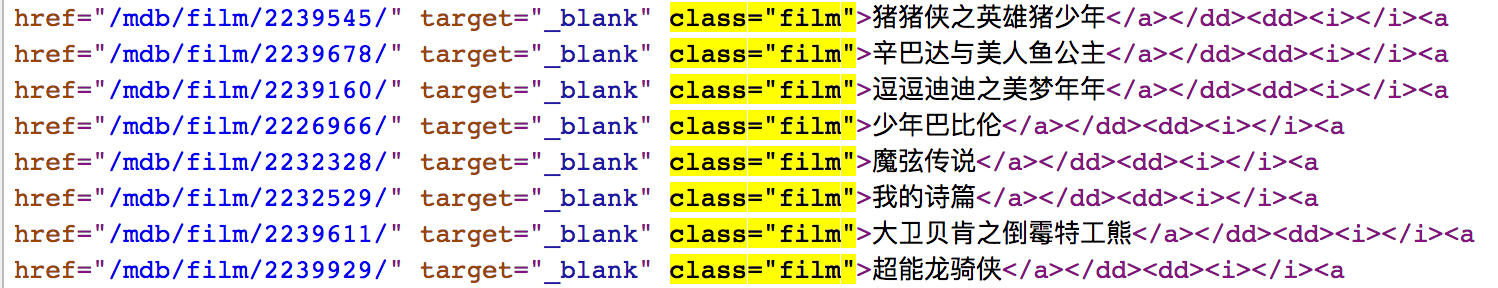 href="/mdb/film/2239545/" target="_blank" class="film">猪猪侠之英雄猪少年</a></dd><dd><i></i><a
href="/mdb/film/2239678/" target="_blank" class="film">辛巴达与美人鱼公主</a></dd><dd><i></i><a
href="/mdb/film/2239160/" target="_blank" class="film">逗逗迪迪之美梦年年</a></dd><dd><i></i><a
href="/mdb/film/2226966/" target="_blank" class="film">少年巴比伦</a></dd><dd><i></i><a
href="/mdb/film/2232328/" target="_blank" class="film">魔弦传说</a></dd><dd><i></i><a
href="/mdb/film/2232529/" target="_blank" class="film">我的诗篇</a></dd><dd><i></i><a
href="/mdb/film/2239611/" target="_blank" class="film">大卫贝肯之倒霉特工熊</a></dd><dd><i></i><a
href="/mdb/film/2239929/" target="_blank" class="film">超能龙骑侠</a></dd><dd><i></i><a